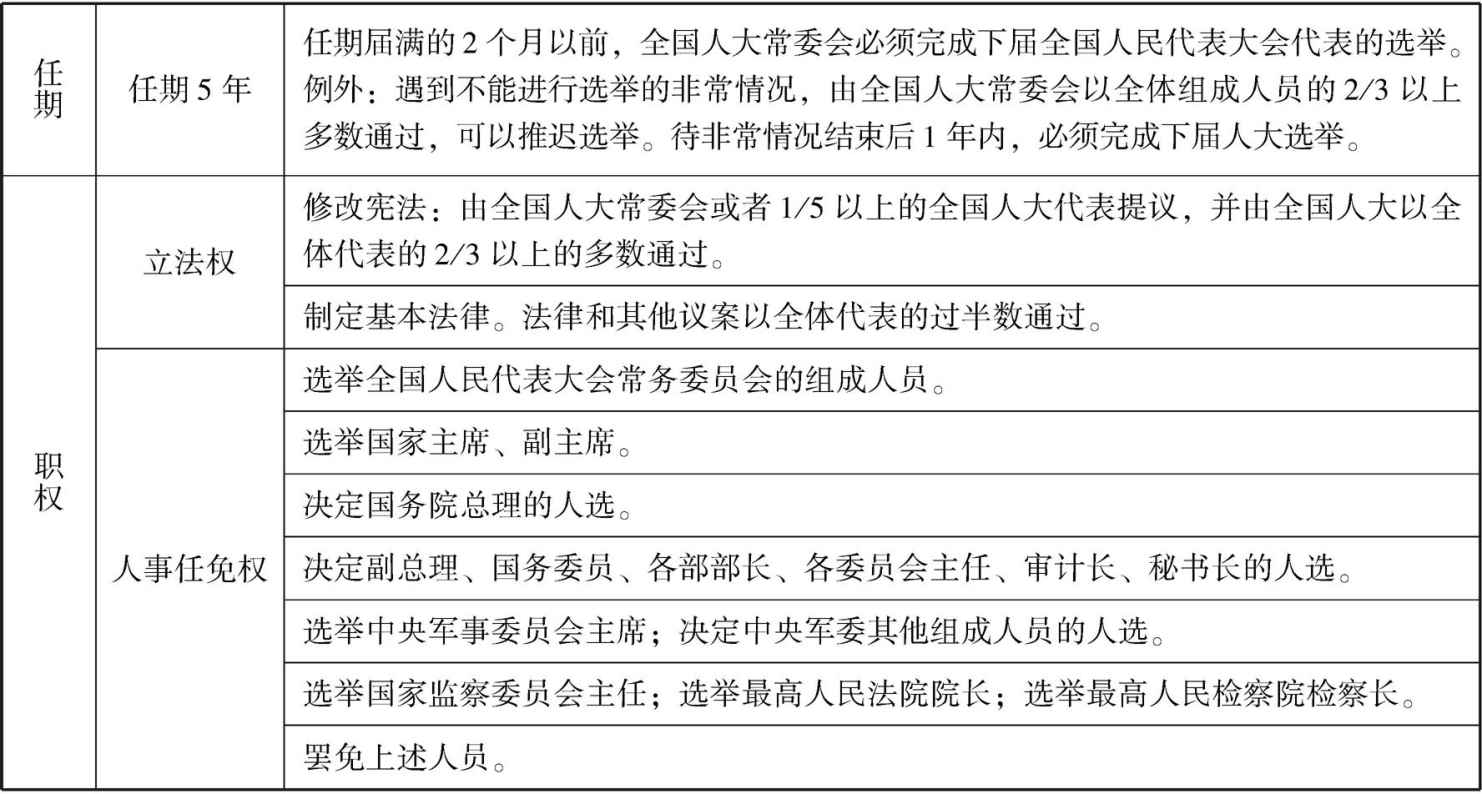 任期
任期5年
任期届满的2个月以前，全国人大常委会必须完成下届全国人民代表大会代表的选举。
例外：遇到不能进行选举的非常情况，由全国人大常委会以全体组成人员的2/3以上
多数通过，可以推迟选举。待非常情况结束后1年内，必须完成下届人大选举。
职权
立法权
修改宪法：由全国人大常委会或者1/5以上的全国人大代表提议，并由全国人大以全
体代表的2/3以上的多数通过。
制定基本法律。法律和其他议案以全体代表的过半数通过。
人事任免权
选举全国人民代表大会常务委员会的组成人员。
选举国家主席、副主席。
决定国务院总理的人选。
决定副总理、国务委员、各部部长、各委员会主任、审计长、秘书长的人选。
选举中央军事委员会主席；决定中央军委其他组成人员的人选。
选举国家监察委员会主任；选举最高人民法院院长；选举最高人民检察院检察长。
罢免上述人员。